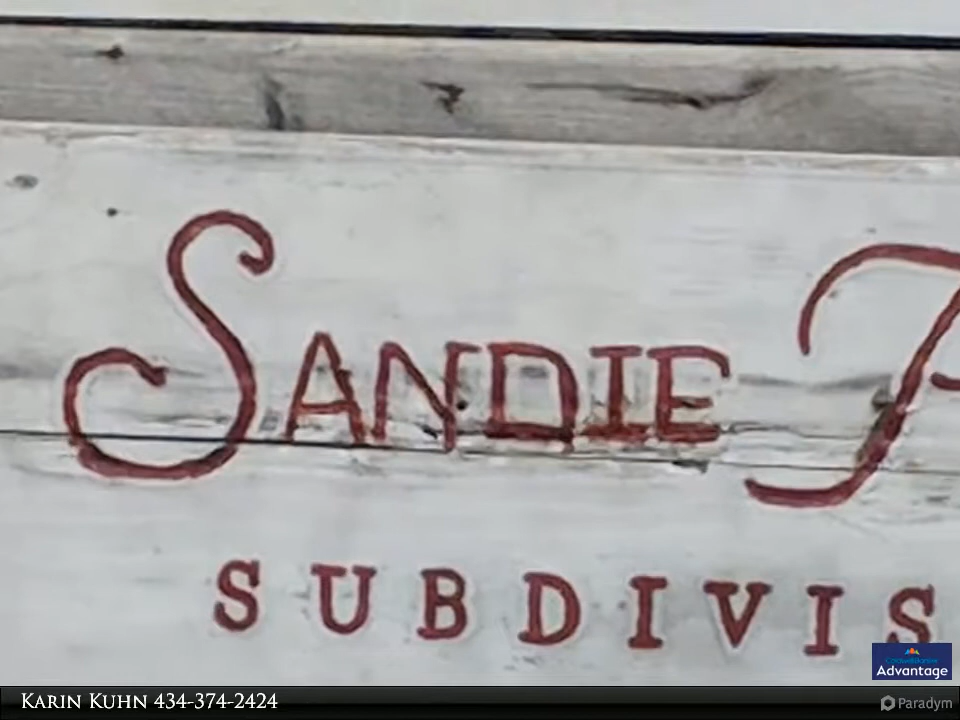 SANDIE
SUBDIVIS
Advantage
KARIN KUHN 434-374-2424
Paradym